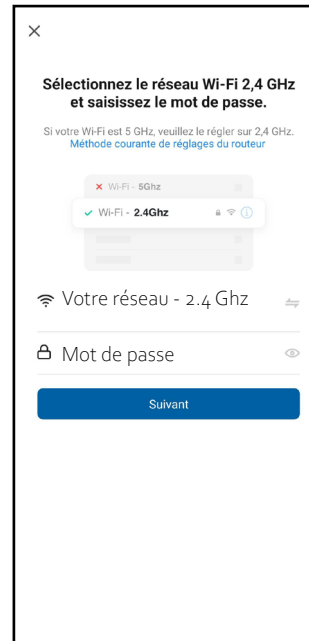 Sélectionnez le réseau Wi-Fi 2,4 GHz
et saisissez le mot de passe.
Si votre Wi-Fi est 5 GHz, veuillez le régler sur 2,4 GHz.
Méthode courante de réglages du routeur
Wi-Fi - 5Ghz
Wi-Fi - 2.4Ghz
Votre réseau - 2.4 Ghz
Mot de passe
Suivant